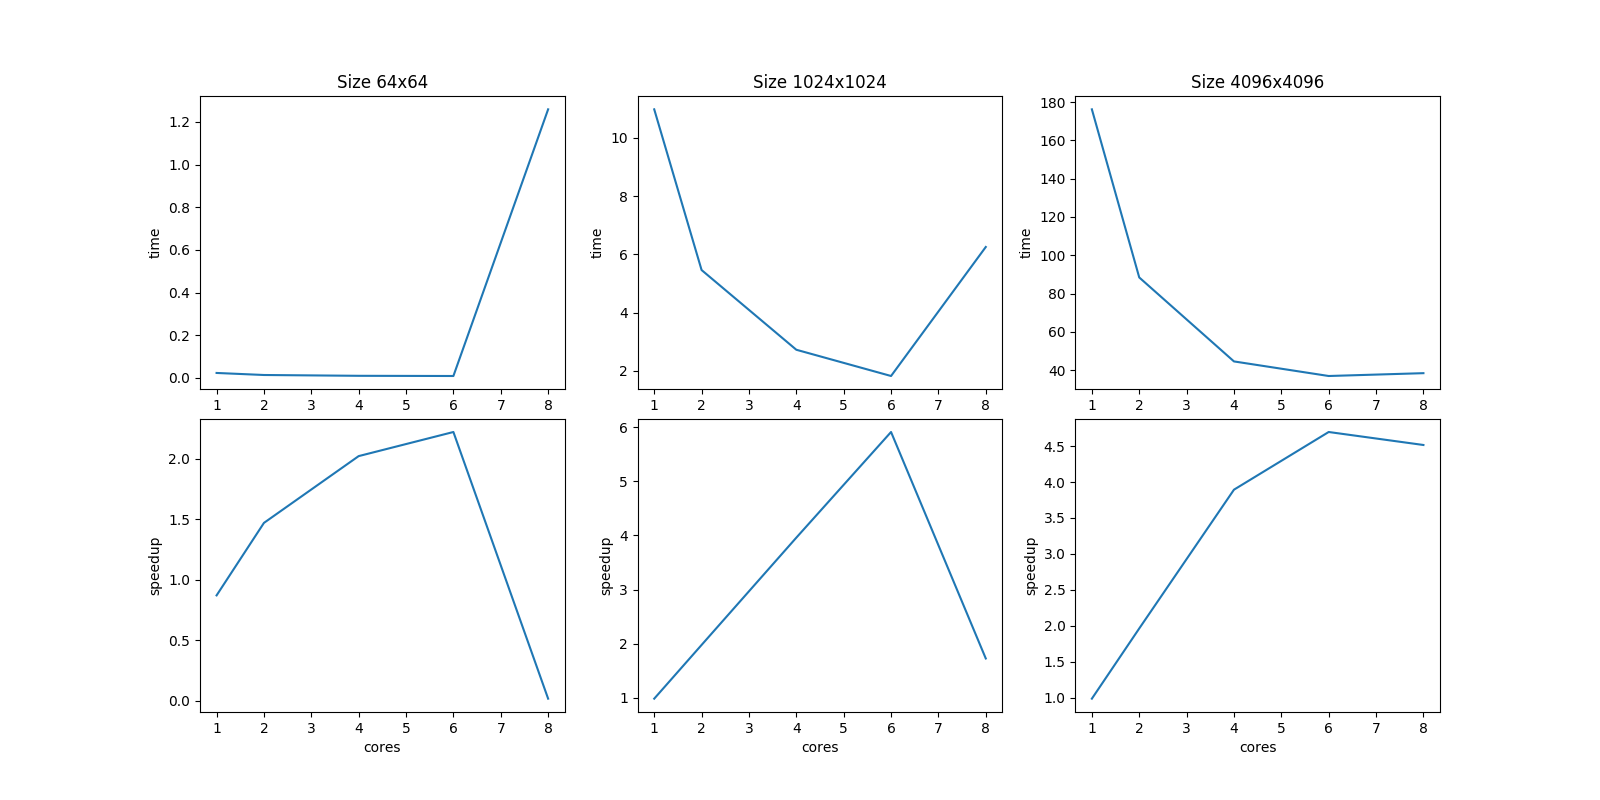 Size 64x64
1.2
1.0
0.8
0.6
0.4
0.2
0.0
time
1 2 3 4 5 6 7 8
Size 1024x1024
10
8
6
4
2
time
1 2 3 4 5 6 7 8
Size 4096x4096
180
160
140
120
100
80
60
40
time
1 2 3 4 5 6 7 8
2.0
1.5
1.0
0.5
0.0
speedup
1 2 3 4 5 6 7 8
cores
6
5
4
3
2
1
speedup
1 2 3 4 5 6 7 8
cores
4.5
4.0
3.5
3.0
2.5
2.0
1.5
1.0
speedup
1 2 3 4 5 6 7 8
cores